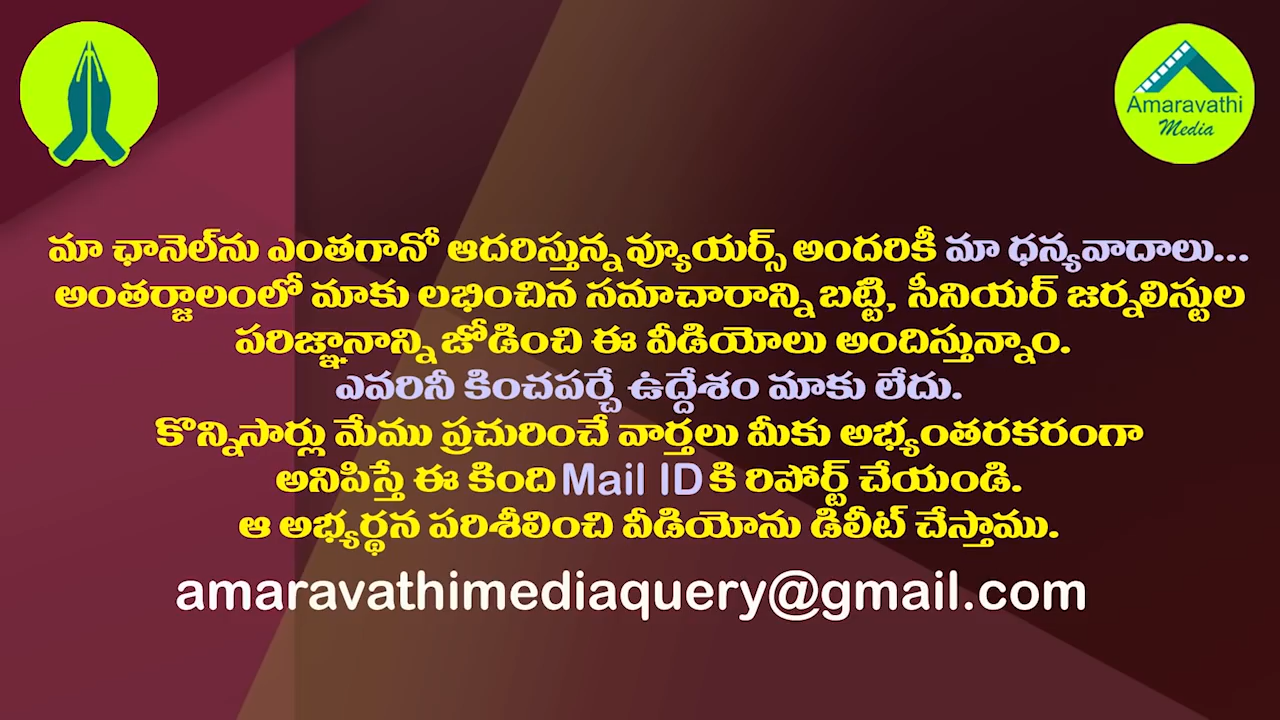 Amaravathi
Media
మా ఛానెల్‌ను ఎంతగానో ఆదరిస్తున్న వ్యూయర్స్ అందరికీ మా ధన్యవాదాలు...
అంతర్జాలంలో మాకు లభించిన సమాచారాన్ని బట్టి, సీనియర్ జర్నలిస్టుల
పరిజ్ఞానాన్ని జోడించి ఈ వీడియోలు అందిస్తున్నాం.
ఎవరినీ కించపర్చే ఉద్దేశం మాకు లేదు.
కొన్నిసార్లు మేము ప్రచురించే వార్తలు మీకు అభ్యంతరకరంగా
అనిపిస్తే ఈ కింది Mail ID కి రిపోర్ట్ చేయండి.
ఆ అభ్యర్థన పరిశీలించి వీడియోను డిలీట్ చేస్తాము.
amaravathimediaquery@gmail.com